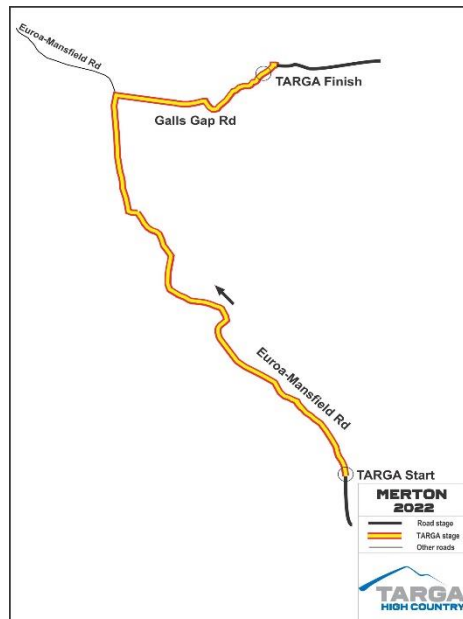 Euroa-Mansfield Rd
TARGA Finish
Galls Gap Rd
Euroa-Mansfield Rd
TARGA Start
MERTON
2022
Road stage
TARGA stage
Other roads
TARGA
HIGH COUNTRY